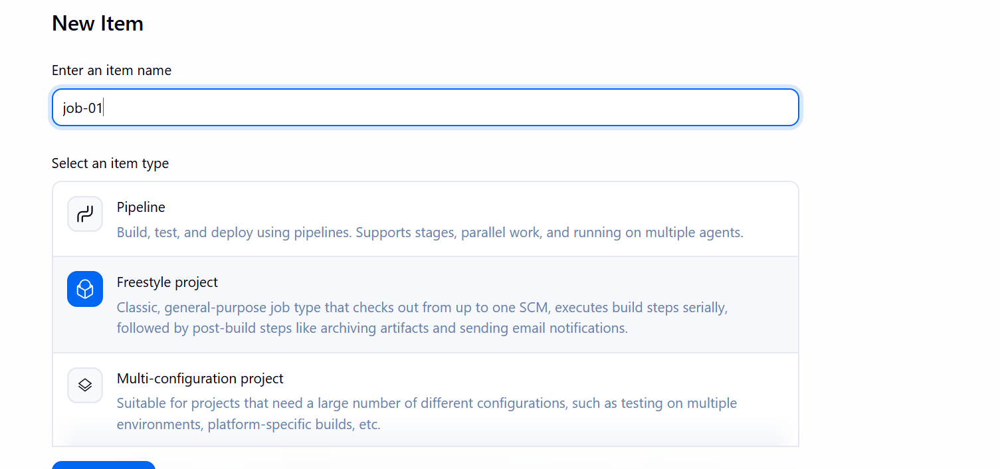 New Item
Enter an item name
job-01
Select an item type
Pipeline
Build, test, and deploy using pipelines. Supports stages, parallel work, and running on multiple agents.
Freestyle project
Classic, general-purpose job type that checks out from up to one SCM, executes build steps serially,
followed by post-build steps like archiving artifacts and sending email notifications.
Multi-configuration project
Suitable for projects that need a large number of different configurations, such as testing on multiple
environments, platform-specific builds, etc.